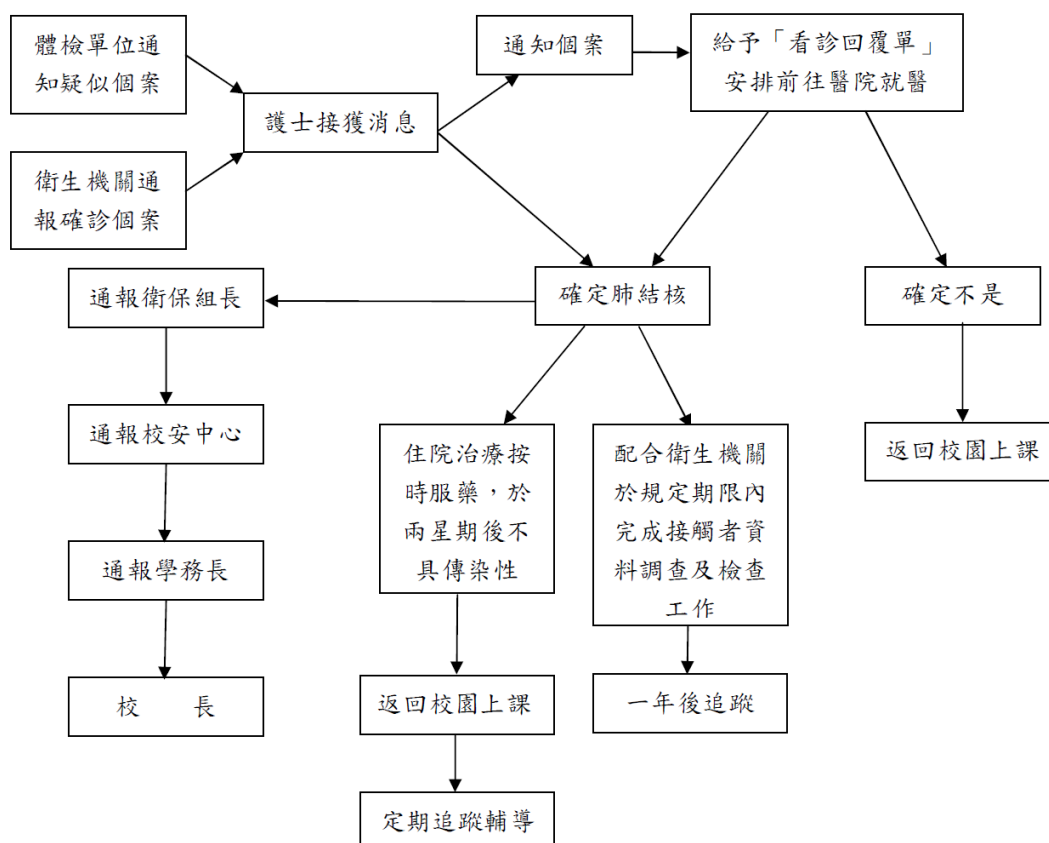 體檢單位通
知疑似個案
衛生機關通
報確診個案
護士接獲消息
通知個案
給予「看診回覆單」
安排前往醫院就醫
通報衛保組長
確定肺結核
確定不是
通報校安中心
通報學務長
校　　長
住院治療按
時服藥，於
兩星期後不
具傳染性
配合衛生機關
於規定期限內
完成接觸者資
料調查及檢查
工作
返回校園上課
返回校園上課
一年後追蹤
定期追蹤輔導